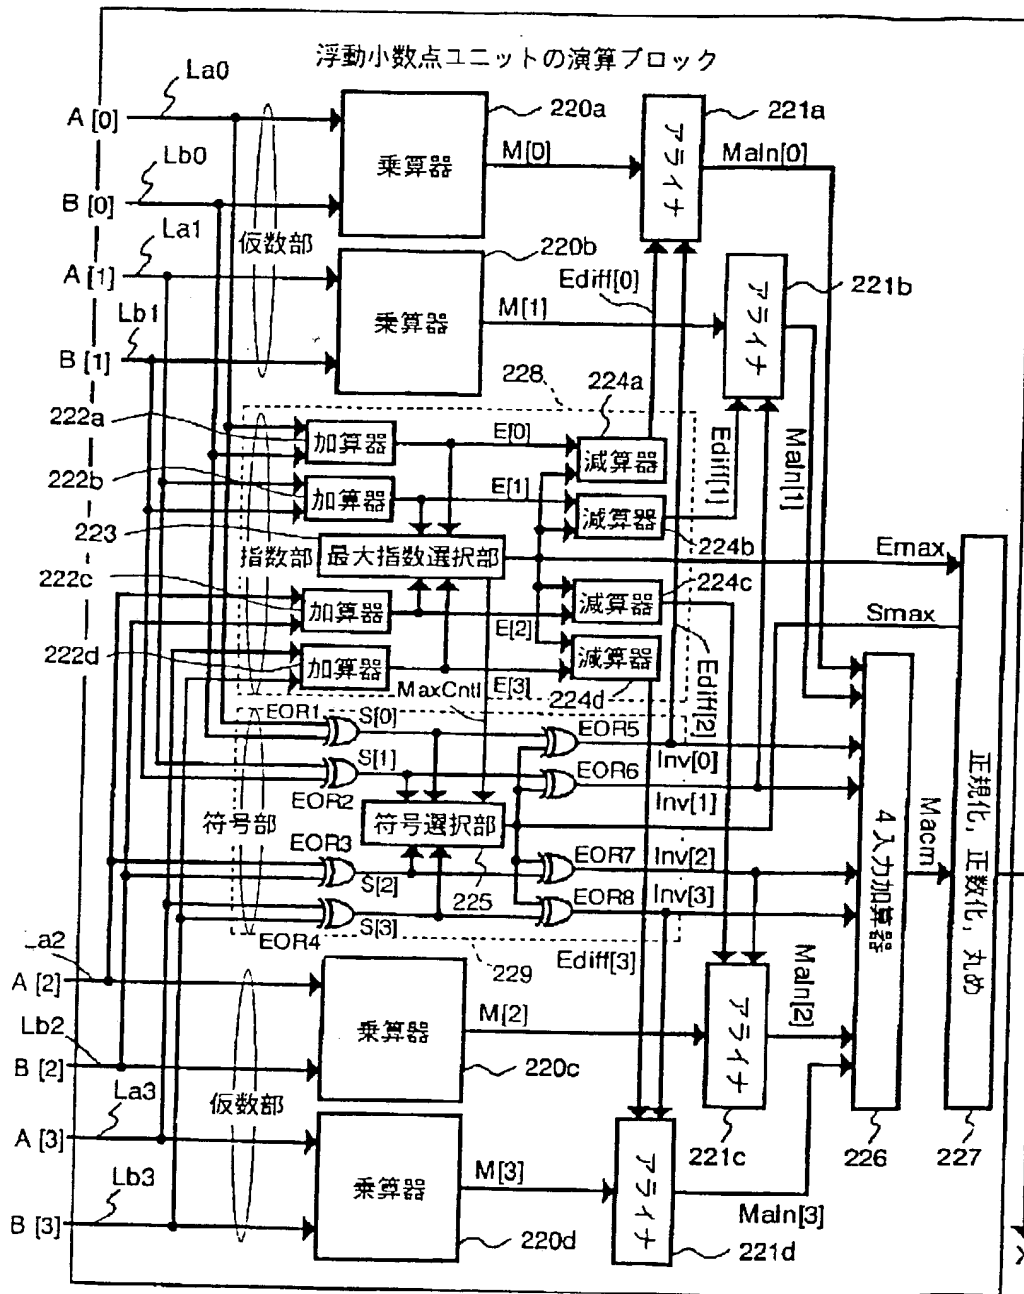 浮動小数点ユニットの演算ブロック
La0
A [0]
220a
221a
アライナ
M[0]
Maln[0]
乗算器
Lb0
B [0]
La1
仮数部
220b
Ediff[0]
A [1]
221b
アライナ
M[1]
乗算器
Lb1
B [1]
228
224a
222a
加算器
E[0]
減算器
Ediff[1]
Maln[1]
222b
加算器
E[1]
減算器
223
224b
指数部
最大指数選択部
Emax
222c
224c
加算器
減算器
E[2]
Smax
222d
加算器
減算器
E[3]
224d
Ediff[2]
MaxCntl
EOR1
S[0]
EOR5
Inv[0]
S[1]
EOR6
EOR2
Inv[1]
符号部
符号選択部
EOR3
EOR7
Inv[2]
S[2]
225
Inv[3]
EOR8
EOR4
S[3]
Ediff[3]
229
4入力加算器
Macm
正規化, 正数化, 丸め
La2
A [2]
M[2]
乗算器
アライナ
Maln[2]
Lb2
B [2]
220c
La3
仮数部
A [3]
221c
226
227
M[3]
乗算器
アライナ
Maln[3]
Lb3
B [3]
220d
221d
X